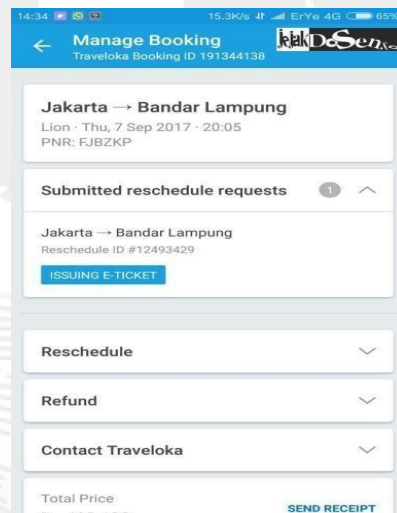 14:34 15.3K/s ErYe 4G 65%
Manage Booking
Traveloka Booking ID 191344138
jejakDoSen
Jakarta → Bandar Lampung
Lion · Thu, 7 Sep 2017 · 20:05
PNR: FJBZKP
Submitted reschedule requests 1
Jakarta → Bandar Lampung
Reschedule ID #12493429
ISSUING E-TICKET
Reschedule
Refund
Contact Traveloka
Total Price
SEND RECEIPT